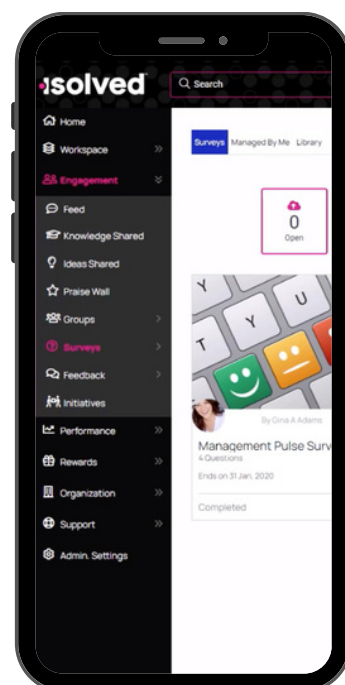 isolved
Search
Home
Workspace
Engagement
Feed
Knowledge Shared
Ideas Shared
Praise Wall
Groups
Surveys
Feedback
Initiatives
Performance
Rewards
Organization
Support
Admin. Settings
Surveys Managed By Me Library
0
Open
Y U
T Y
By Gina A Adams
Management Pulse Surv
4 Questions
Ends on 31 Jan, 2020
Completed